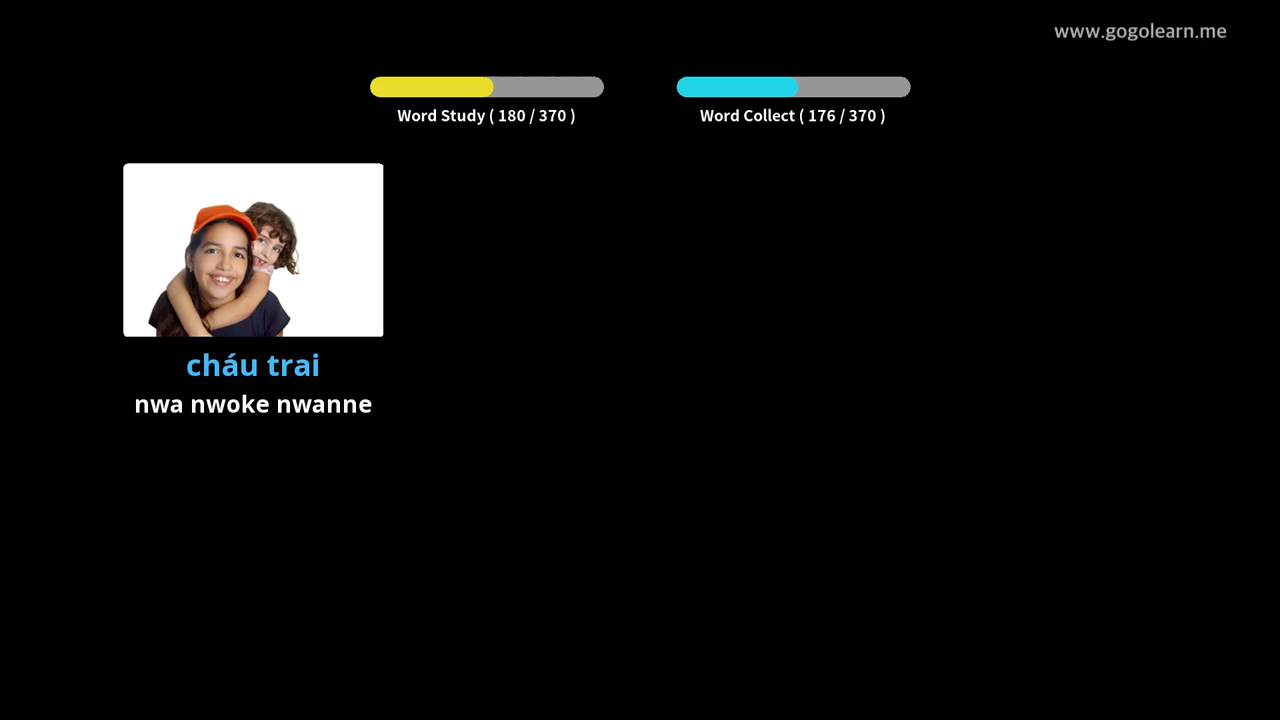 www.gogolearn.me
Word Study ( 180 / 370 )
Word Collect ( 176 / 370 )
cháu trai
nwa nwoke nwanne